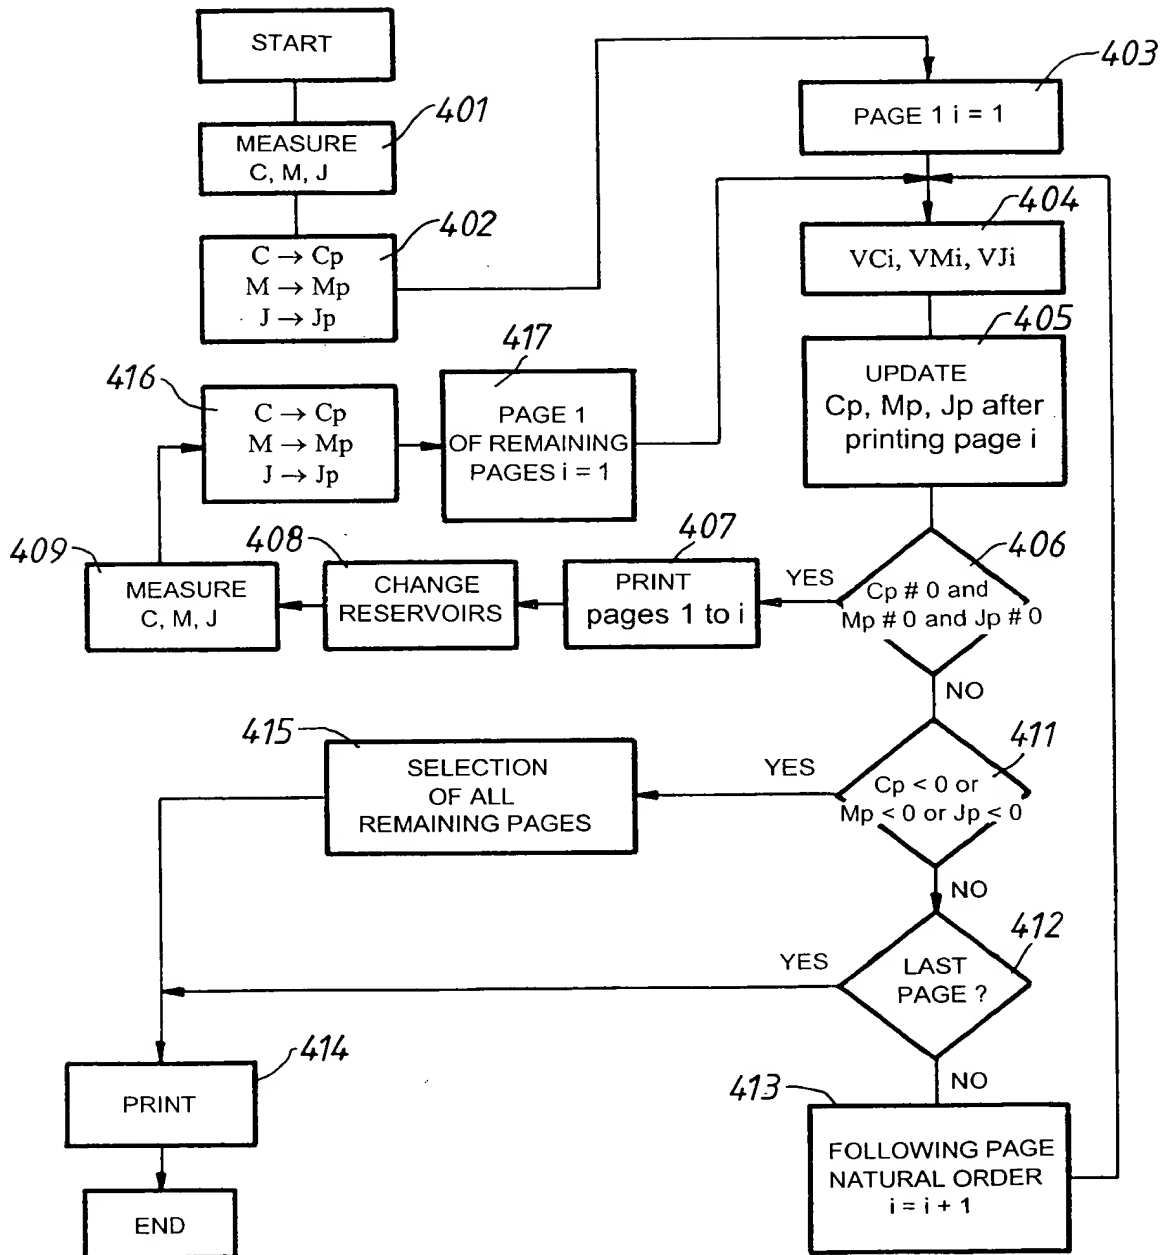 START
401
MEASURE
C, M, J
402
C → Cp
M → Mp
J → Jp
403
PAGE 1 i = 1
404
VCi, VMi, VJi
405
UPDATE
Cp, Mp, Jp after
printing page i
416
C → Cp
M → Mp
J → Jp
417
PAGE 1
OF REMAINING
PAGES i = 1
409
MEASURE
C, M, J
408
CHANGE
RESERVOIRS
407
PRINT
pages 1 to i
YES
406
Cp # 0 and
Mp # 0 and Jp # 0
NO
415
SELECTION
OF ALL
REMAINING PAGES
YES
411
Cp < 0 or
Mp < 0 or Jp < 0
NO
412
YES
LAST
PAGE ?
NO
414
PRINT
413
FOLLOWING PAGE
NATURAL ORDER
i = i + 1
END